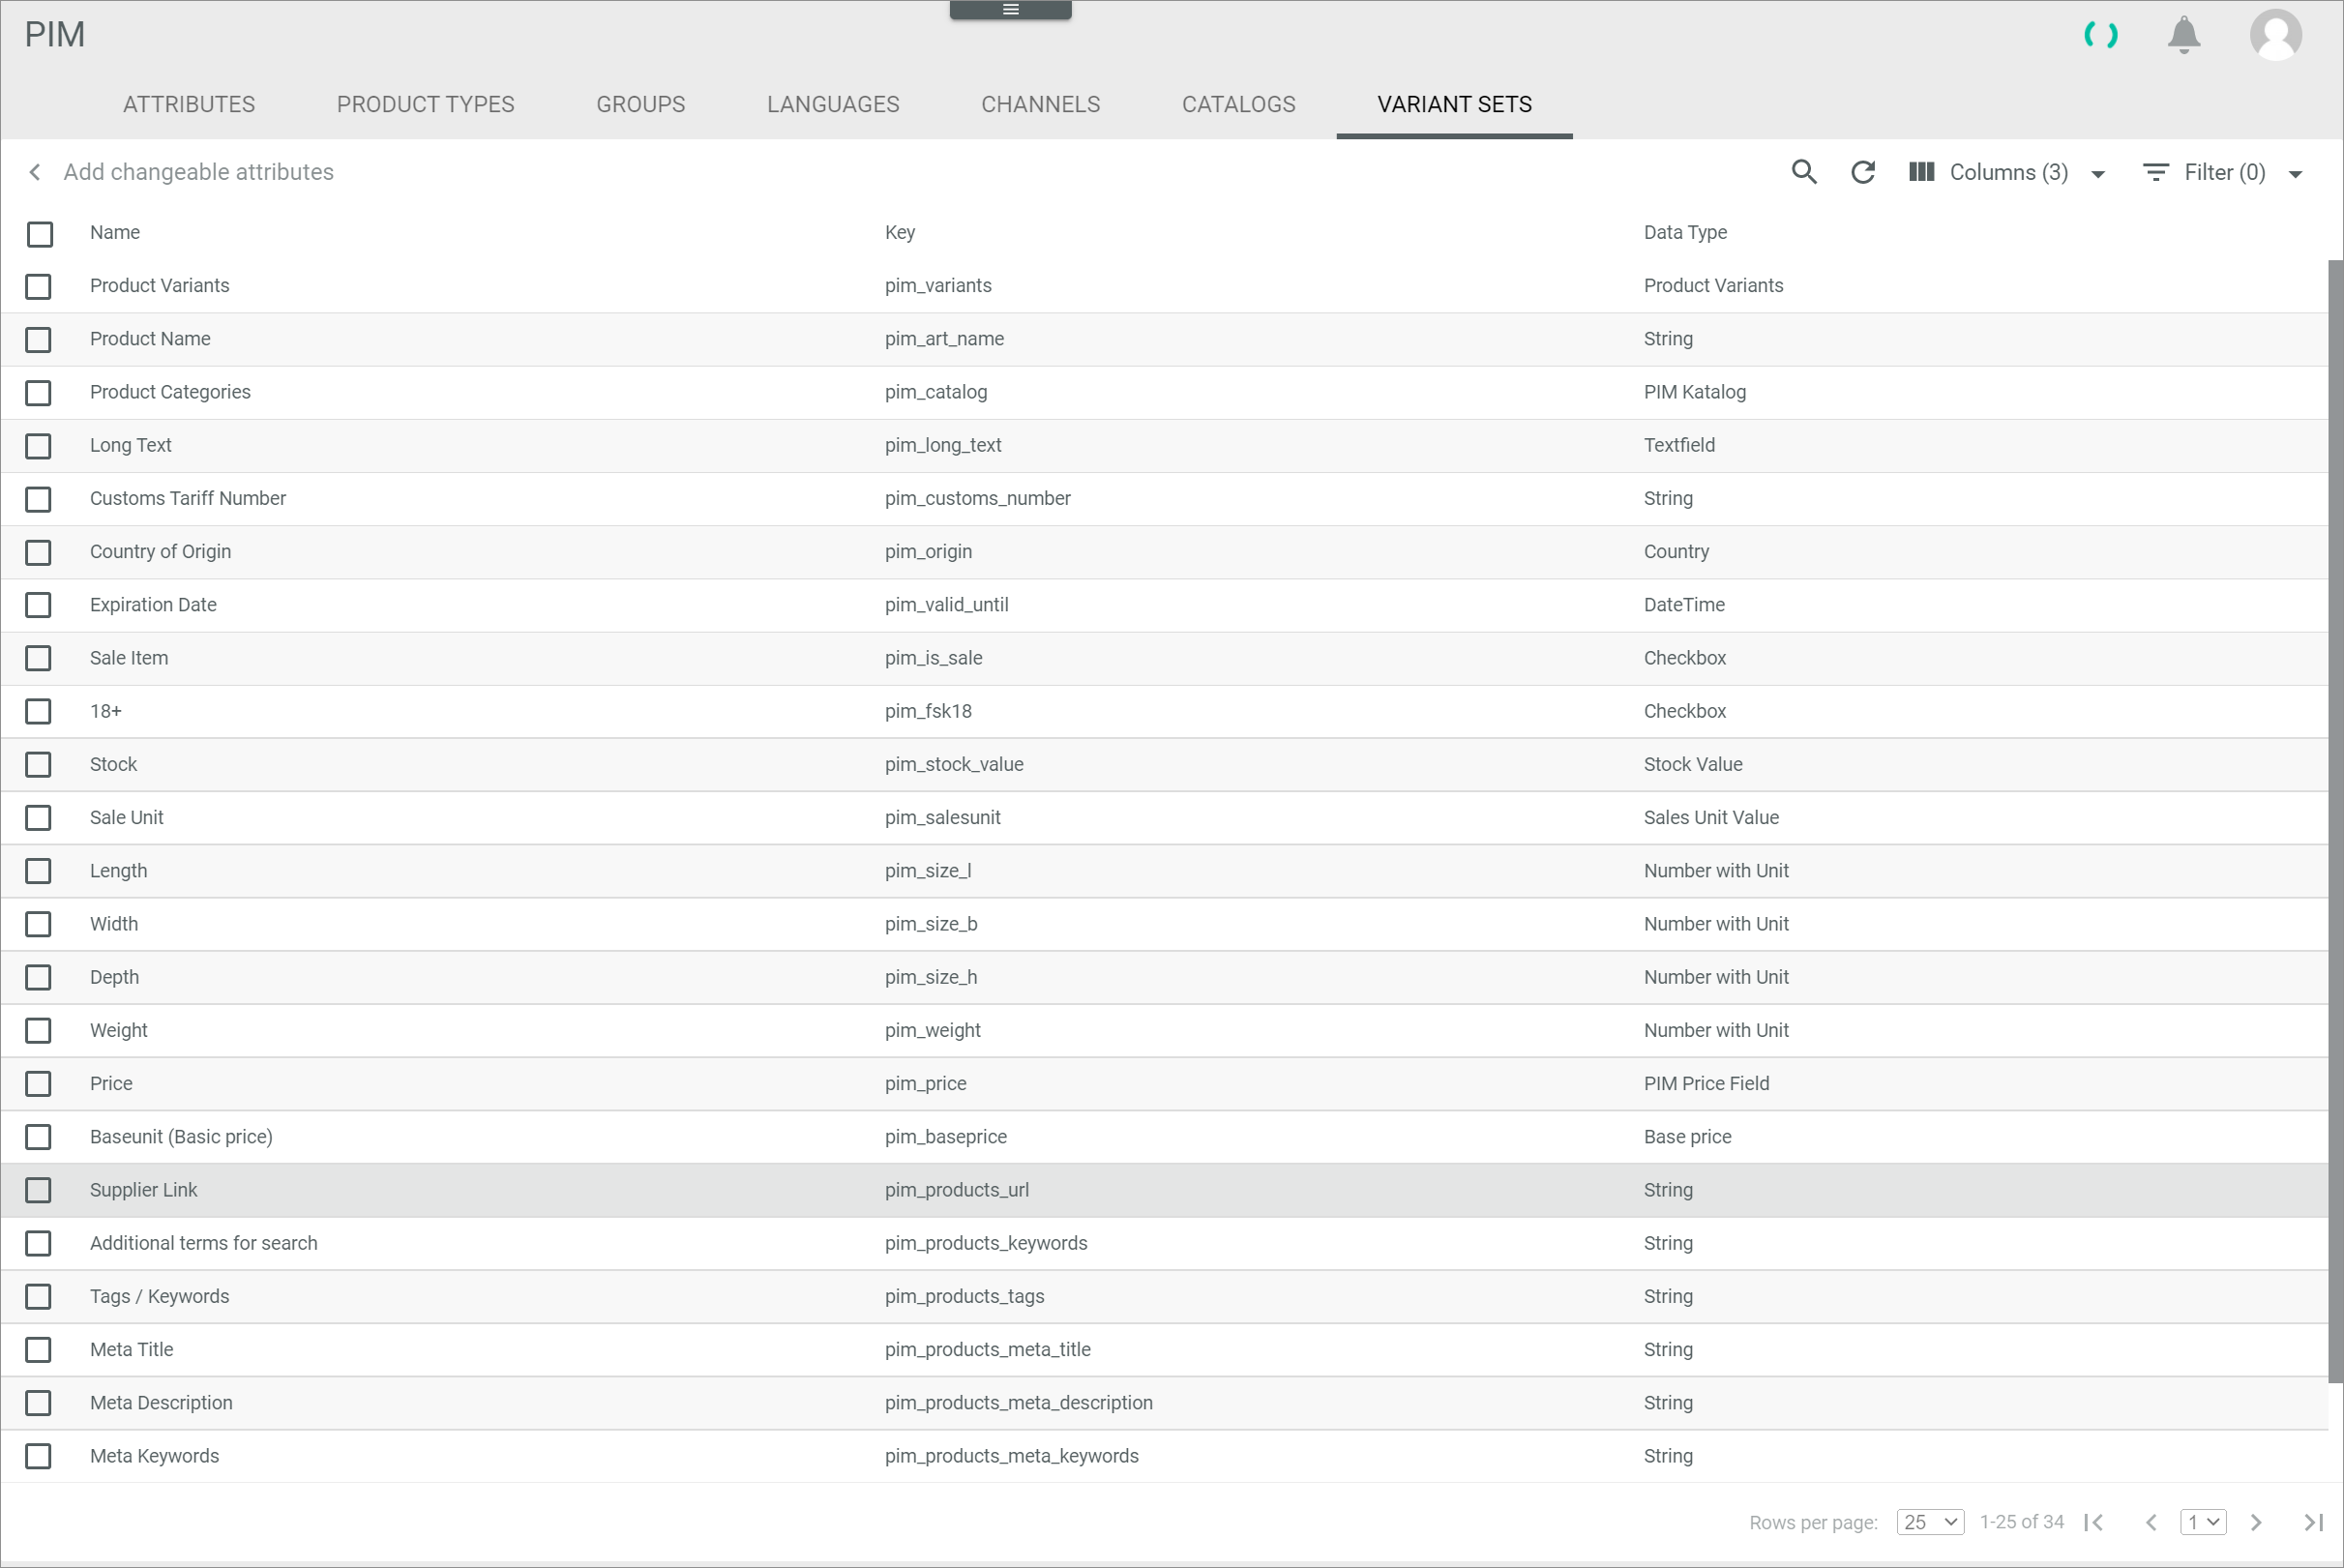 PIM
ATTRIBUTES PRODUCT TYPES GROUPS LANGUAGES CHANNELS CATALOGS VARIANT SETS
Add changeable attributes Columns (3) Filter (0)
Name Key Data Type
Product Variants pim_variants Product Variants
Product Name pim_art_name String
Product Categories pim_catalog PIM Katalog
Long Text pim_long_text Textfield
Customs Tariff Number pim_customs_number String
Country of Origin pim_origin Country
Expiration Date pim_valid_until DateTime
Sale Item pim_is_sale Checkbox
18+ pim_fsk18 Checkbox
Stock pim_stock_value Stock Value
Sale Unit pim_salesunit Sales Unit Value
Length pim_size_l Number with Unit
Width pim_size_b Number with Unit
Depth pim_size_h Number with Unit
Weight pim_weight Number with Unit
Price pim_price PIM Price Field
Baseunit (Basic price) pim_baseprice Base price
Supplier Link pim_products_url String
Additional terms for search pim_products_keywords String
Tags / Keywords pim_products_tags String
Meta Title pim_products_meta_title String
Meta Description pim_products_meta_description String
Meta Keywords pim_products_meta_keywords String
Rows per page: 25 1-25 of 34 1